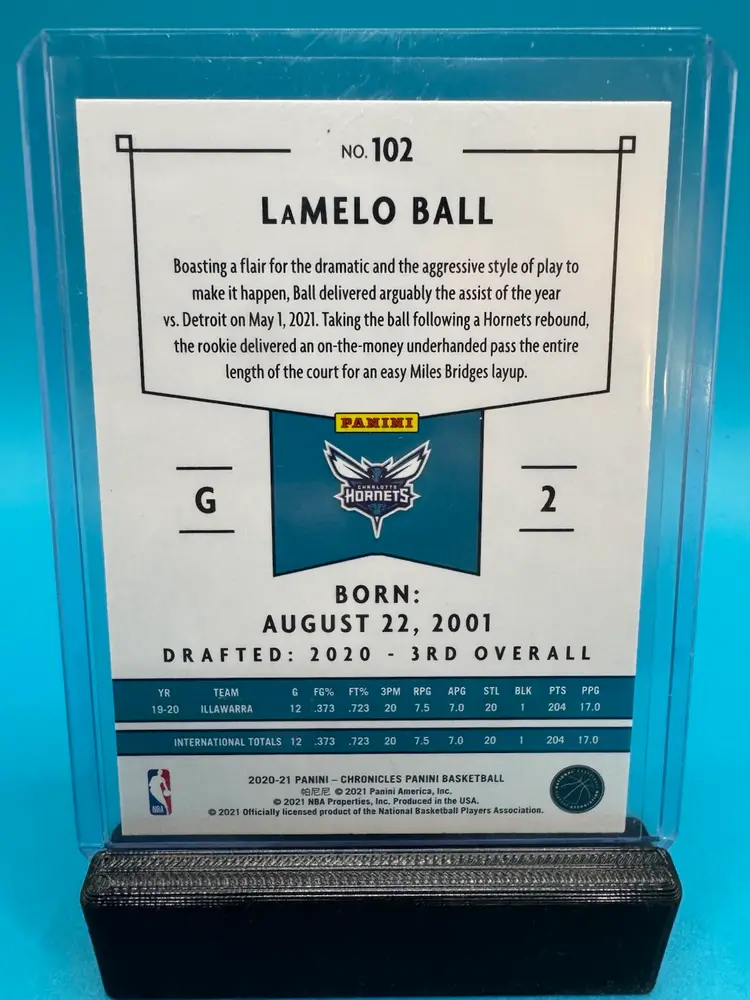 NO. 102
LaMELO BALL
Boasting a flair for the dramatic and the aggressive style of play to
make it happen, Ball delivered arguably the assist of the year
vs. Detroit on May 1, 2021. Taking the ball following a Hornets rebound,
the rookie delivered an on-the-money underhanded pass the entire
length of the court for an easy Miles Bridges layup.
PANINI
CHARLOTTE
HORNETS
G
2
BORN:
AUGUST 22, 2001
DRAFTED: 2020 - 3RD OVERALL
YR TEAM G FG% FT% 3PM RPG APG STL BLK PTS PPG
19-20 ILLAWARRA 12 .373 .723 20 7.5 7.0 20 1 204 17.0
INTERNATIONAL TOTALS 12 .373 .723 20 7.5 7.0 20 1 204 17.0
2020-21 PANINI – CHRONICLES PANINI BASKETBALL
帕尼尼 © 2021 Panini America, Inc.
© 2021 NBA Properties, Inc. Produced in the USA.
© 2021 Officially licensed product of the National Basketball Players Association.
NBA